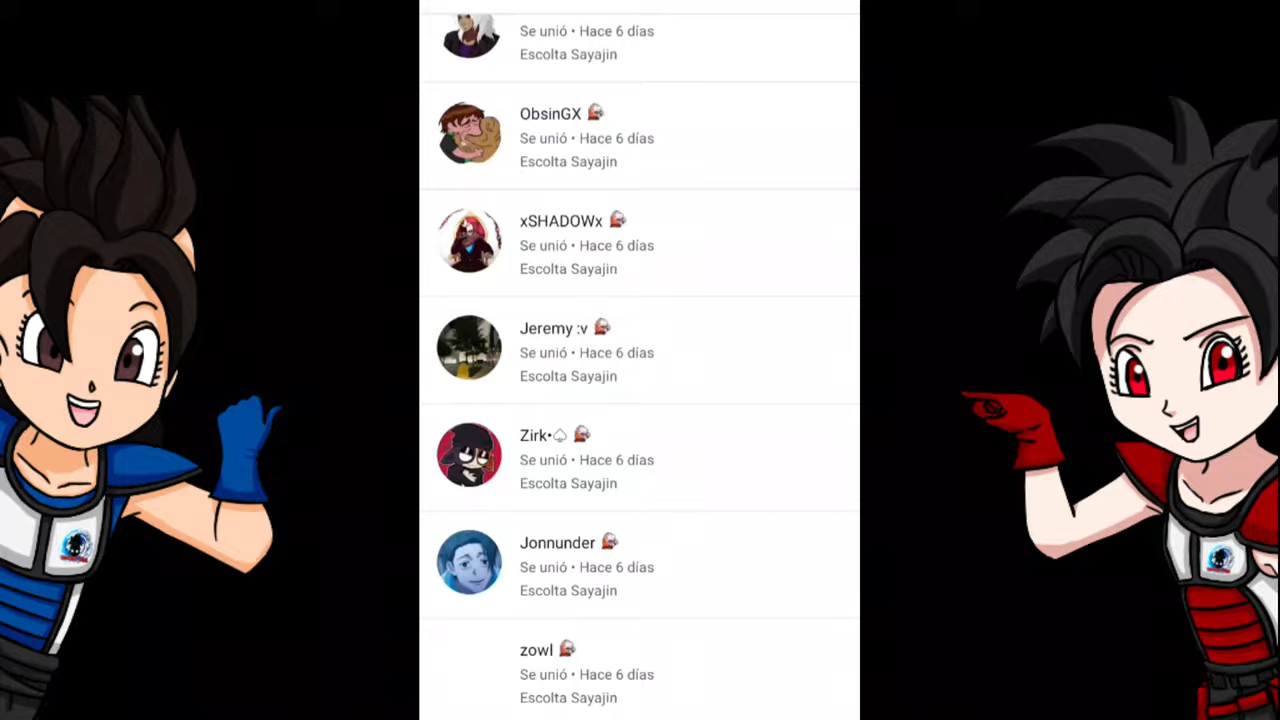 Se unió • Hace 6 días
Escolta Sayajin
ObsinGX
Se unió • Hace 6 días
Escolta Sayajin
xSHADOWx
Se unió • Hace 6 días
Escolta Sayajin
Jeremy :v
Se unió • Hace 6 días
Escolta Sayajin
Zirk•♤
Se unió • Hace 6 días
Escolta Sayajin
Jonnunder
Se unió • Hace 6 días
Escolta Sayajin
zowl
Se unió • Hace 6 días
Escolta Sayajin